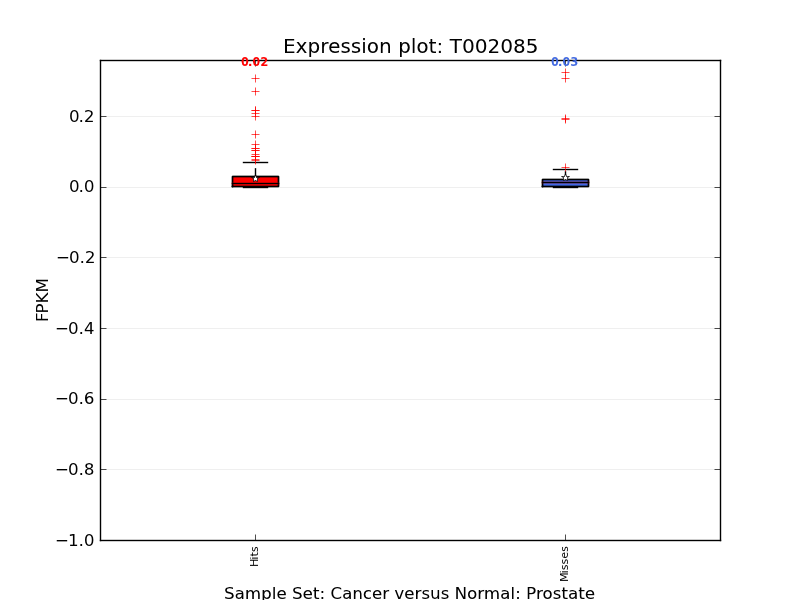 Expression plot: T002085
0.02 0.03
0.2
0.0
−0.2
−0.4
−0.6
−0.8
−1.0
FPKM
Hits
Misses
Sample Set: Cancer versus Normal: Prostate